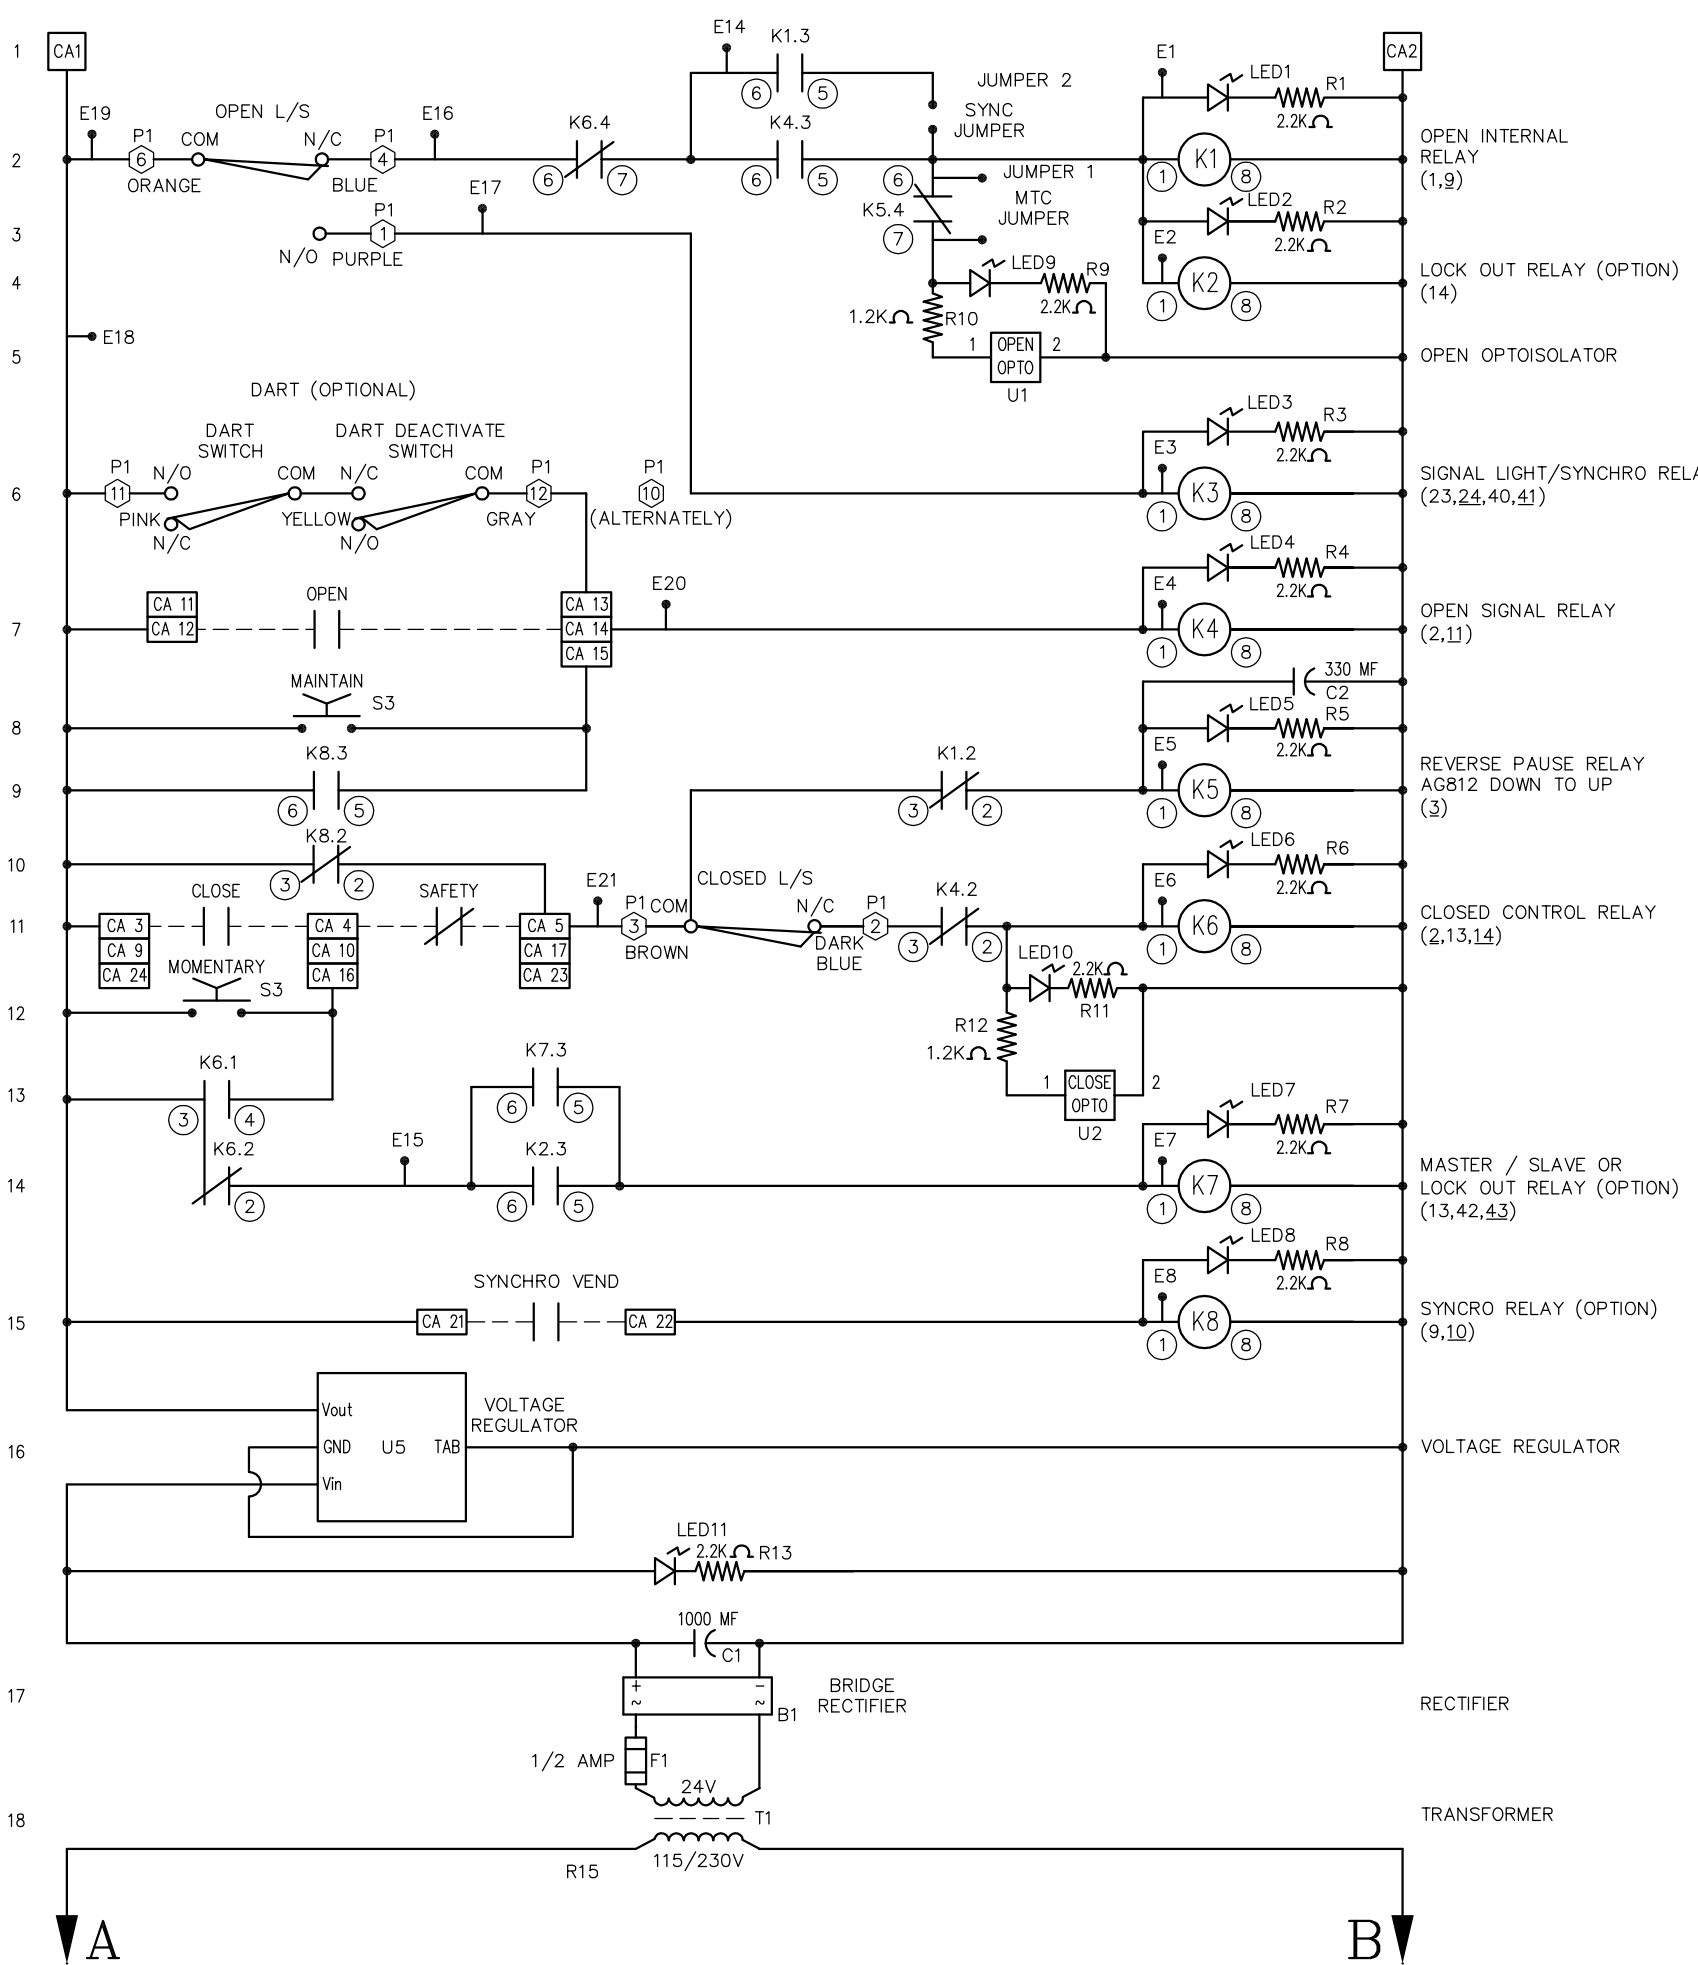 1
CA1
E14
K1.3
6
5
JUMPER 2
E1
LED1
R1
2.2KΩ
CA2
E19
P1
6
ORANGE
OPEN L/S
COM
N/C
P1
4
BLUE
E16
K6.4
6
7
K4.3
6
5
SYNC
JUMPER
2
K1
1
8
OPEN INTERNAL
RELAY
(1,9)
E17
P1
1
N/O
PURPLE
3
JUMPER 1
MTC
JUMPER
6
K5.4
7
LED2
R2
2.2KΩ
E2
4
K2
1
8
LOCK OUT RELAY (OPTION)
(14)
LED9
R9
2.2KΩ
1.2KΩ
R10
E18
5
1
OPEN
OPTO
2
U1
OPEN OPTOISOLATOR
DART (OPTIONAL)
DART
SWITCH
DART DEACTIVATE
SWITCH
LED3
R3
2.2KΩ
E3
6
P1
11
N/O
COM
N/C
COM
P1
12
P1
10
PINK
N/C
YELLOW
N/O
GRAY
(ALTERNATELY)
K3
1
8
SIGNAL LIGHT/SYNCHRO RELA
(23,24,40,41)
LED4
R4
2.2KΩ
E4
7
CA 11
CA 12
OPEN
CA 13
CA 14
CA 15
E20
K4
1
8
OPEN SIGNAL RELAY
(2,11)
330 MF
C2
8
MAINTAIN
S3
LED5
R5
2.2KΩ
E5
9
K8.3
6
5
K1.2
3
2
K5
1
8
REVERSE PAUSE RELAY
AG812 DOWN TO UP
(3)
10
K8.2
3
2
LED6
R6
2.2KΩ
E6
11
CA 3
CA 9
CA 24
CLOSE
CA 4
CA 10
CA 16
SAFETY
CA 5
CA 17
CA 23
E21
P1
3
BROWN
CLOSED L/S
COM
N/C
DARK
BLUE
P1
2
K4.2
3
2
K6
1
8
CLOSED CONTROL RELAY
(2,13,14)
12
MOMENTARY
S3
LED10
2.2KΩ
R11
R12
1.2KΩ
1
CLOSE
OPTO
2
U2
13
K6.1
3
4
K7.3
6
5
LED7
R7
2.2KΩ
E7
14
K6.2
2
E15
K2.3
6
5
K7
1
8
MASTER / SLAVE OR
LOCK OUT RELAY (OPTION)
(13,42,43)
LED8
R8
2.2KΩ
E8
15
SYNCHRO VEND
CA 21
CA 22
K8
1
8
SYNCRO RELAY (OPTION)
(9,10)
16
Vout
GND
Vin
U5
TAB
VOLTAGE
REGULATOR
VOLTAGE REGULATOR
LED11
2.2KΩ
R13
1000 MF
C1
17
+
−
~
~
B1
BRIDGE
RECTIFIER
RECTIFIER
1/2 AMP
F1
18
24V
T1
115/230V
R15
TRANSFORMER
A
B